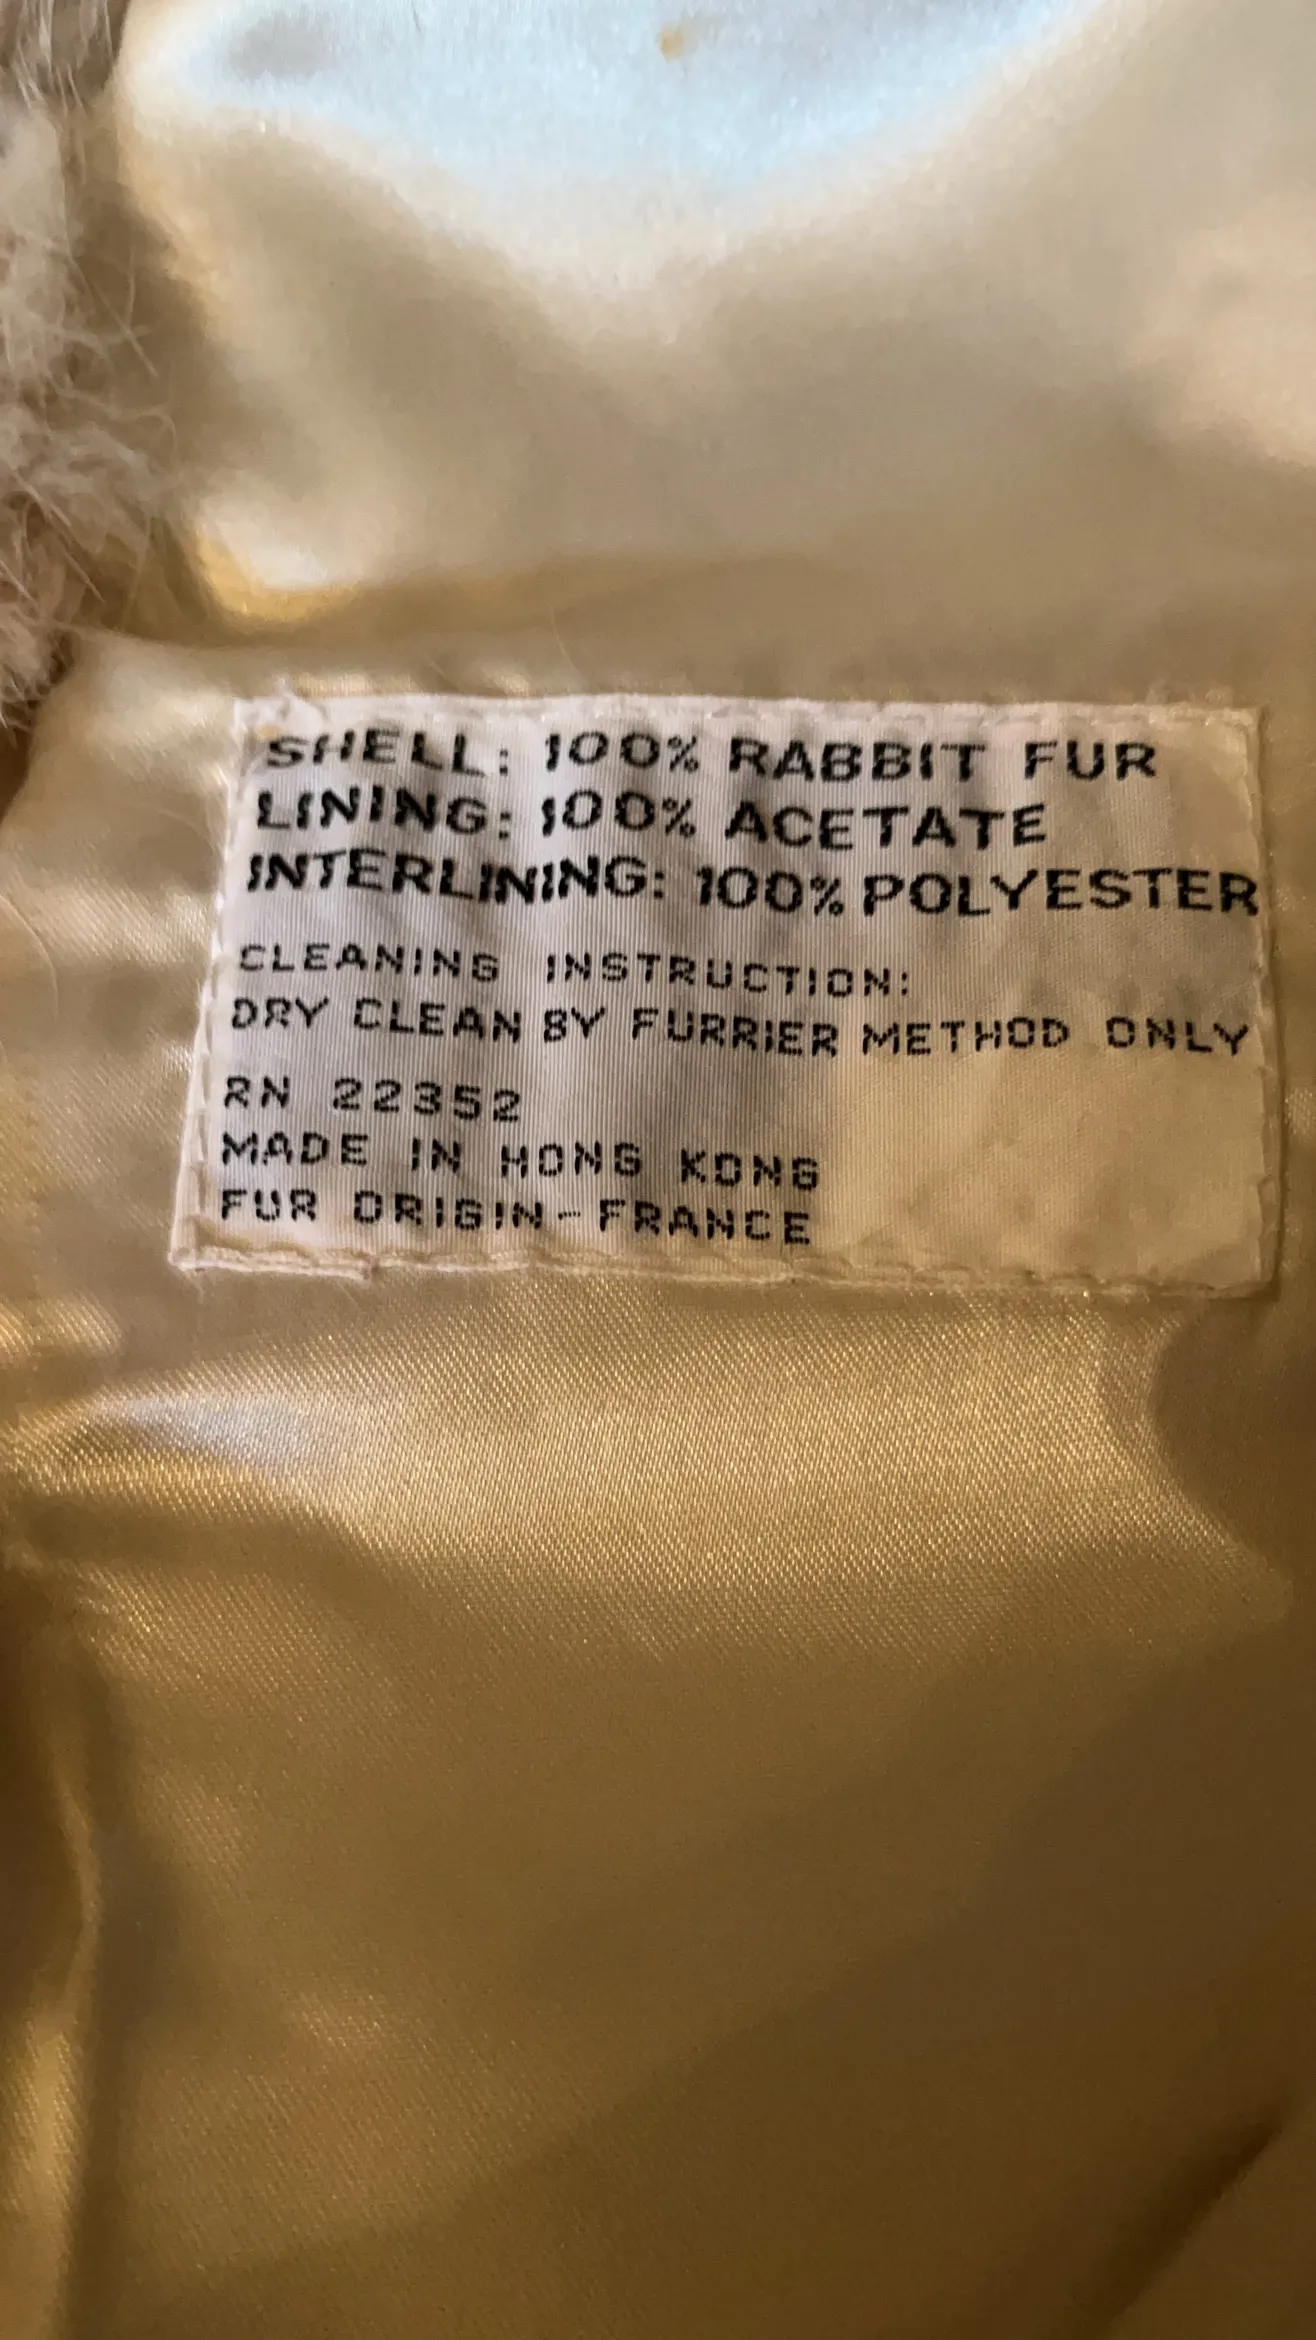 SHELL: 100% RABBIT FUR
LINING: 100% ACETATE
INTERLINING: 100% POLYESTER
CLEANING INSTRUCTION:
DRY CLEAN BY FURRIER METHOD ONLY
RN 22352
MADE IN HONG KONG
FUR ORIGIN-FRANCE